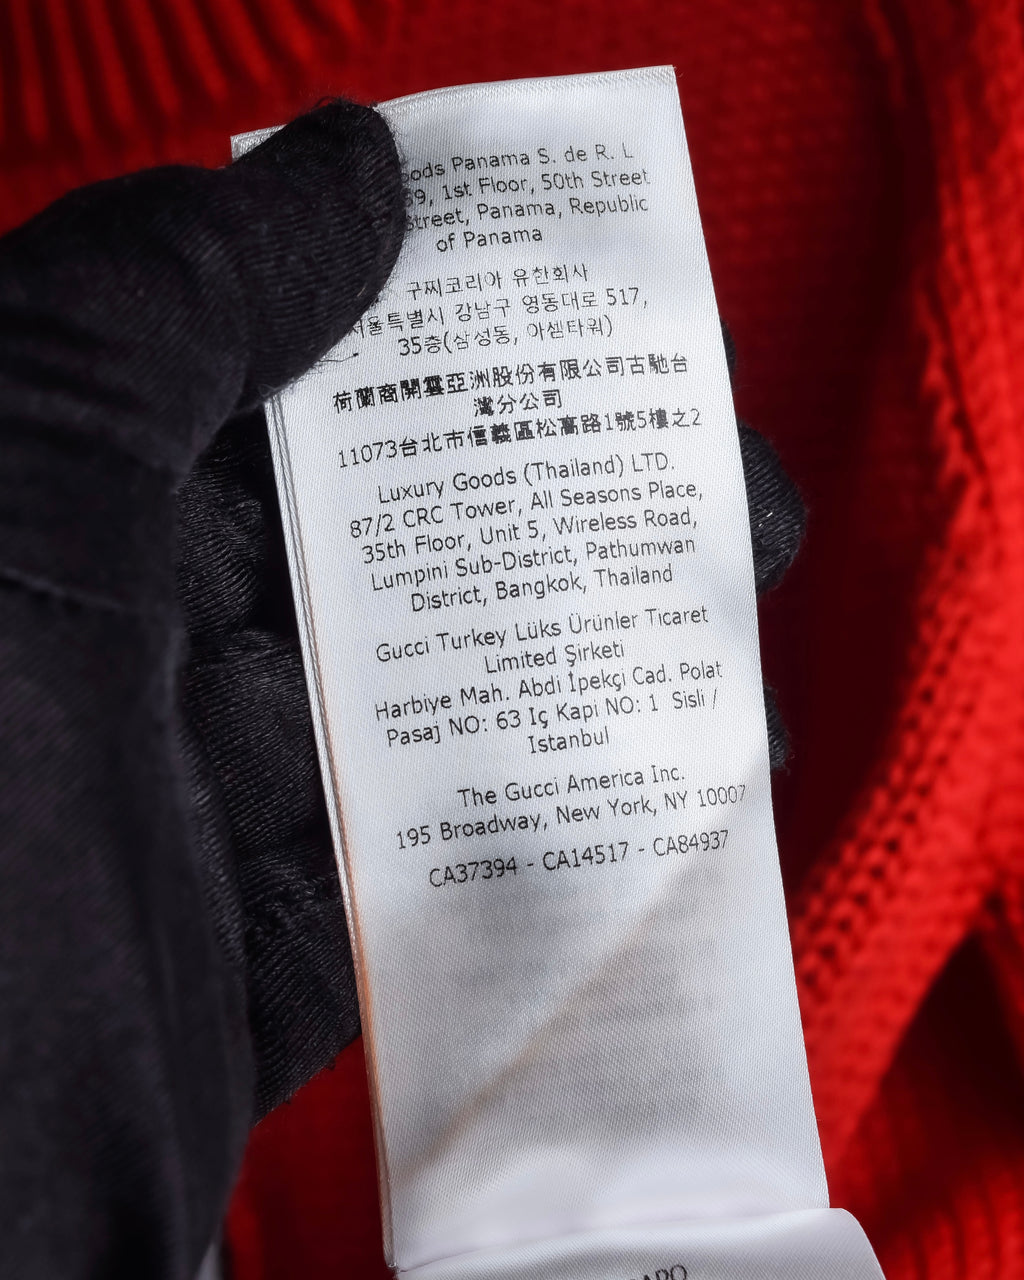 Panama S. de R. L
1st Floor, 50th Street
Street, Panama, Republic
of Panama
구찌코리아 유한회사
서울특별시 강남구 영동대로 517,
35층(삼성동, 아셈타워)
荷蘭商開雲亞洲股份有限公司古馳台
灣分公司
11073台北市信義區松高路1號5樓之2
Luxury Goods (Thailand) LTD.
87/2 CRC Tower, All Seasons Place,
35th Floor, Unit 5, Wireless Road,
Lumpini Sub-District, Pathumwan
District, Bangkok, Thailand
Gucci Turkey Lüks Ürünler Ticaret
Limited Şirketi
Harbiye Mah. Abdi İpekçi Cad. Polat
Pasaj NO: 63 Iç Kapi NO: 1 Sisli /
Istanbul
The Gucci America Inc.
195 Broadway, New York, NY 10007
CA37394 - CA14517 - CA84937